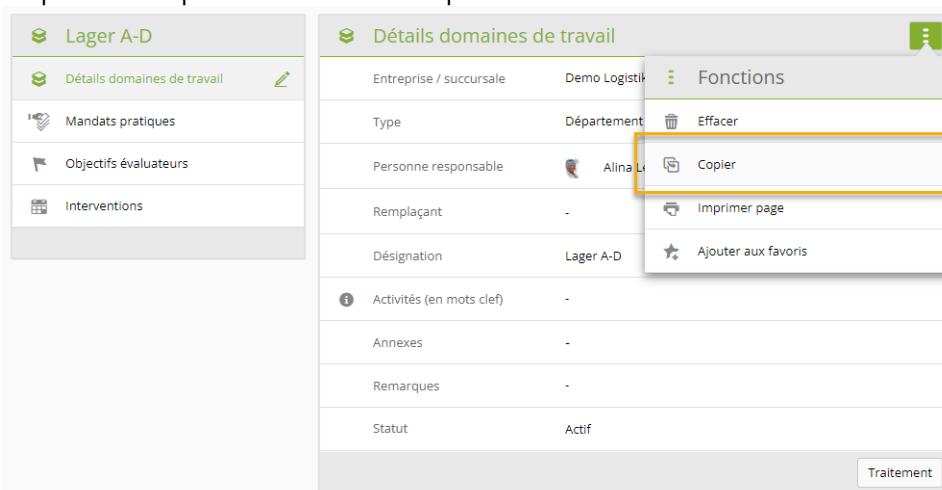 Lager A-D
Détails domaines de travail
Mandats pratiques
Objectifs évaluateurs
Interventions
Détails domaines de travail
Entreprise / succursale Demo Logistik
Type Département
Personne responsable Alina
Remplaçant -
Désignation Lager A-D
Activités (en mots clef) -
Annexes -
Remarques -
Statut Actif
Traitement
Fonctions
Effacer
Copier
Imprimer page
Ajouter aux favoris